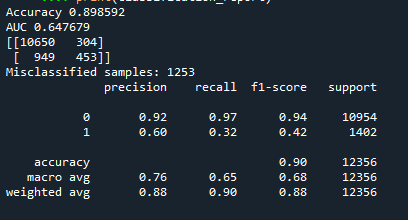 Accuracy 0.898592
AUC 0.647679
[[10650   304]
 [  949   453]]
Misclassified samples: 1253
              precision    recall  f1-score   support

           0       0.92      0.97      0.94     10954
           1       0.60      0.32      0.42      1402

    accuracy                           0.90     12356
   macro avg       0.76      0.65      0.68     12356
weighted avg       0.88      0.90      0.88     12356